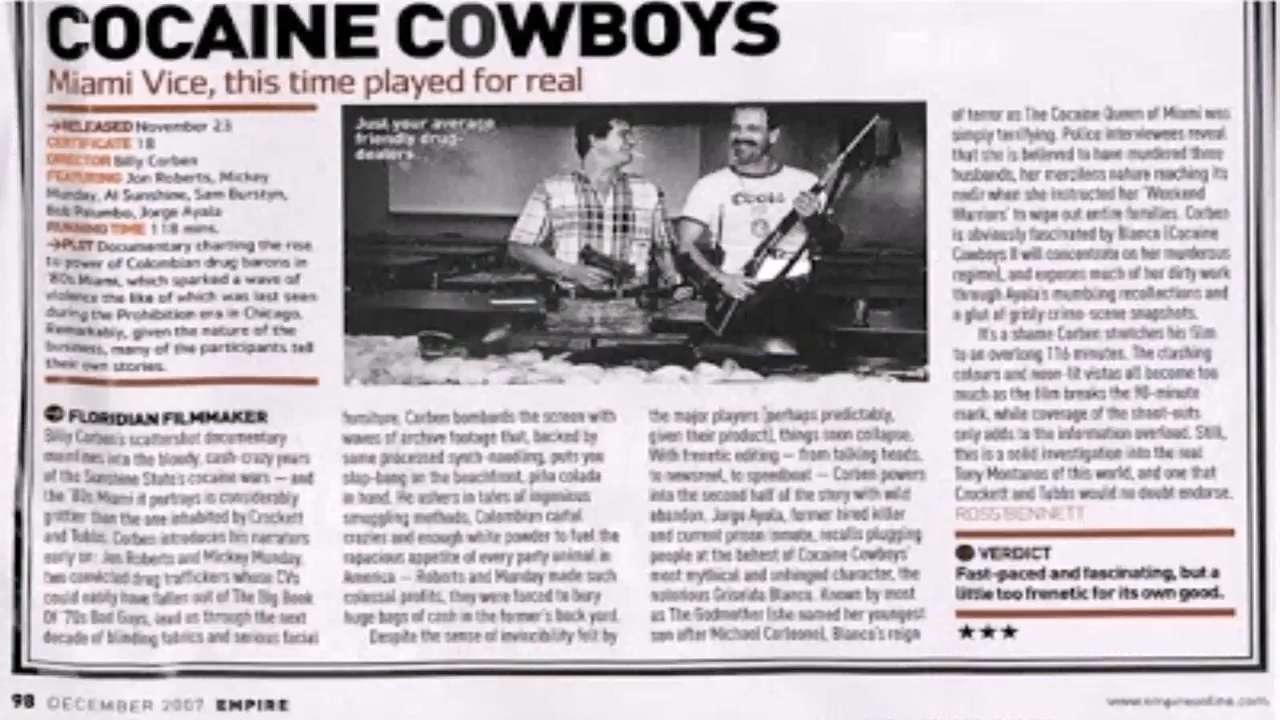 COCAINE COWBOYS
Miami Vice, this time played for real
RELEASED November 23
CERTIFICATE 18
DIRECTOR Billy Corben
FEATURING Jon Roberts, Mickey
Munday, Al Sunshine, Sam Burstyn,
Bob Palumbo, Jorge Ayala
RUNNING TIME 118 mins.
PLOT Documentary charting the rise
to power of Colombian drug barons in
'80s Miami, which sparked a wave of
violence the like of which was last seen
during the Prohibition era in Chicago.
Remarkably, given the nature of the
business, many of the participants tell
their own stories.
Just your average
friendly drug-
dealers.
FLORIDIAN FILMMAKER
Billy Corben's scattershot documentary
mainlines into the bloody, cash-crazy years
of the Sunshine State's cocaine wars — and
the '80s Miami it portrays is considerably
grittier than the one inhabited by Crockett
and Tubbs. Corben introduces his narrators
early on: Jon Roberts and Mickey Munday,
two convicted drug traffickers whose CVs
could easily have fallen out of The Big Book
Of '70s Bad Guys, lead us through the next
decade of blinding fabrics and serious facial
furniture. Corben bombards the screen with
waves of archive footage that, backed by
some processed synth-noodling, puts you
slap-bang on the beachfront, piña colada
in hand. He ushers in tales of ingenious
smuggling methods, Colombian cartel
crazies and enough white powder to fuel the
rapacious appetite of every party animal in
America — Roberts and Munday made such
colossal profits, they were forced to bury
huge bags of cash in the former's back yard.
Despite the sense of invincibility felt by
the major players (perhaps predictably,
given their product), things soon collapse.
With frenetic editing — from talking heads,
to newsreel, to speedboat — Corben powers
into the second half of the story with wild
abandon. Jorge Ayala, former hired killer
and current prison inmate, recalls plugging
people at the behest of Cocaine Cowboys'
most mythical and unhinged character, the
notorious Griselda Blanco. Known by most
as The Godmother (she named her youngest
son after Michael Corleone), Blanco's reign
of terror as The Cocaine Queen of Miami was
simply terrifying. Police interviewees reveal
that she is believed to have murdered three
husbands, her merciless nature reaching its
nadir when she instructed her 'Weekend
Warriors' to wipe out entire families. Corben
is obviously fascinated by Blanco (Cocaine
Cowboys II will concentrate on her murderous
regime), and exposes much of her dirty work
through Ayala's mumbling recollections and
a glut of grisly crime-scene snapshots.
It's a shame Corben stretches his film
to an overlong 116 minutes. The clashing
colours and neon-lit vistas all become too
much as the film breaks the 90-minute
mark, while coverage of the shoot-outs
only adds to the information overload. Still,
this is a solid investigation into the real
Tony Montanas of this world, and one that
Crockett and Tubbs would no doubt endorse.
ROSS BENNETT
VERDICT
Fast-paced and fascinating, but a
little too frenetic for its own good.
★★★
98 DECEMBER 2007 EMPIRE
www.empireonline.com